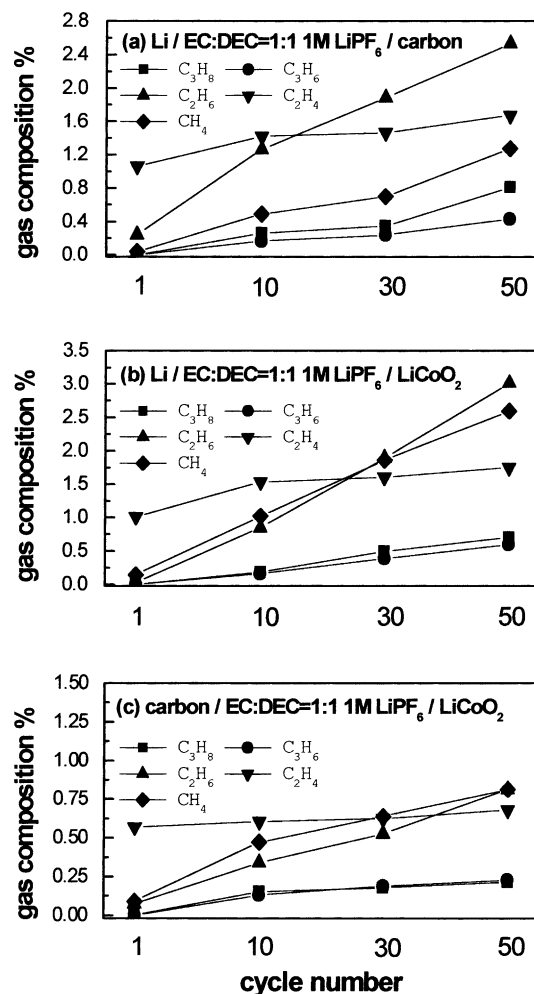 gas composition %
2.8
2.4
2.0
1.6
1.2
0.8
0.4
0.0
(a) Li / EC:DEC=1:1 1M LiPF₆ / carbon
C₃H₈ C₃H₆
C₂H₆ C₂H₄
CH₄
1 10 30 50
gas composition %
3.5
3.0
2.5
2.0
1.5
1.0
0.5
0.0
(b) Li / EC:DEC=1:1 1M LiPF₆ / LiCoO₂
C₃H₈ C₃H₆
C₂H₆ C₂H₄
CH₄
1 10 30 50
gas composition %
1.50
1.25
1.00
0.75
0.50
0.25
0.00
(c) carbon / EC:DEC=1:1 1M LiPF₆ / LiCoO₂
C₃H₈ C₃H₆
C₂H₆ C₂H₄
CH₄
1 10 30 50
cycle number